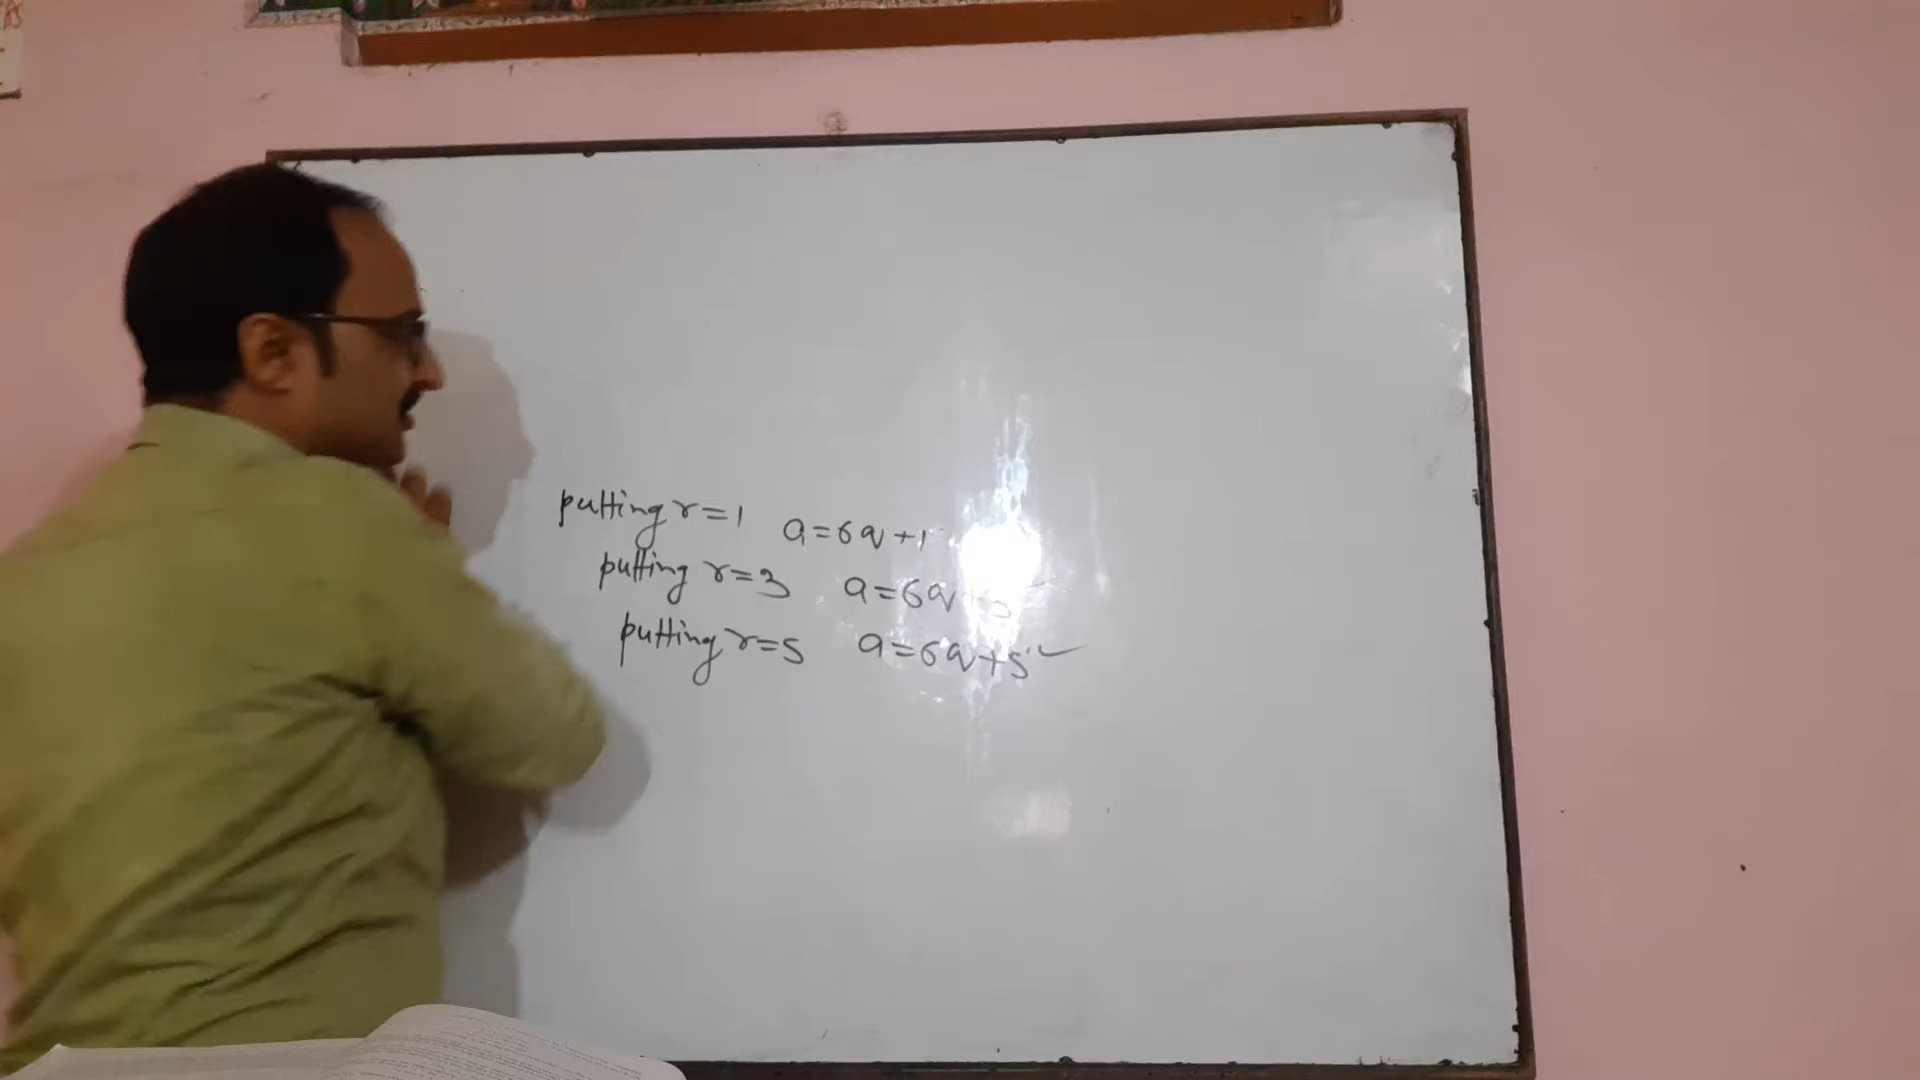 putting r=1 a=6q+1
putting r=3 a=6q+3
putting r=5 a=6q+5